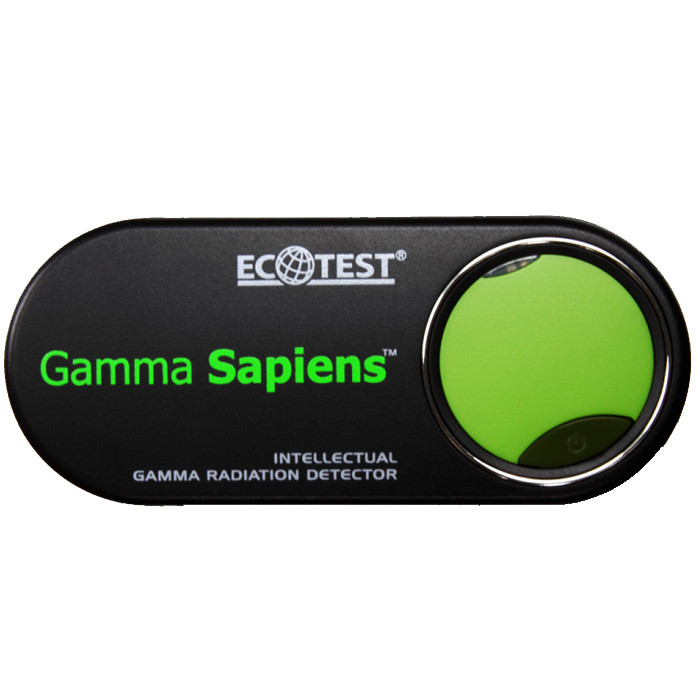 ECOTEST®
Gamma Sapiens™
INTELLECTUAL
GAMMA RADIATION DETECTOR